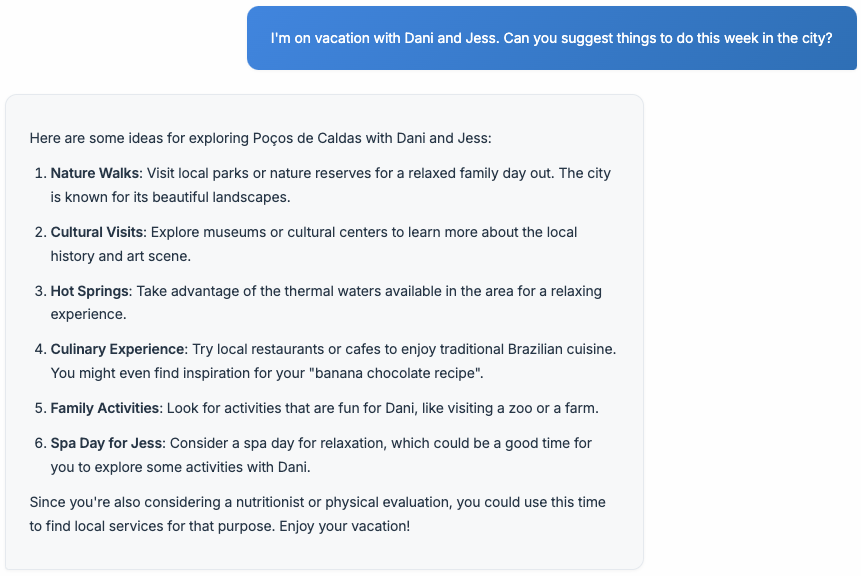 I'm on vacation with Dani and Jess. Can you suggest things to do this week in the city?
Here are some ideas for exploring Poços de Caldas with Dani and Jess:
1. Nature Walks: Visit local parks or nature reserves for a relaxed family day out. The city
is known for its beautiful landscapes.
2. Cultural Visits: Explore museums or cultural centers to learn more about the local
history and art scene.
3. Hot Springs: Take advantage of the thermal waters available in the area for a relaxing
experience.
4. Culinary Experience: Try local restaurants or cafes to enjoy traditional Brazilian cuisine.
You might even find inspiration for your "banana chocolate recipe".
5. Family Activities: Look for activities that are fun for Dani, like visiting a zoo or a farm.
6. Spa Day for Jess: Consider a spa day for relaxation, which could be a good time for
you to explore some activities with Dani.
Since you're also considering a nutritionist or physical evaluation, you could use this time
to find local services for that purpose. Enjoy your vacation!